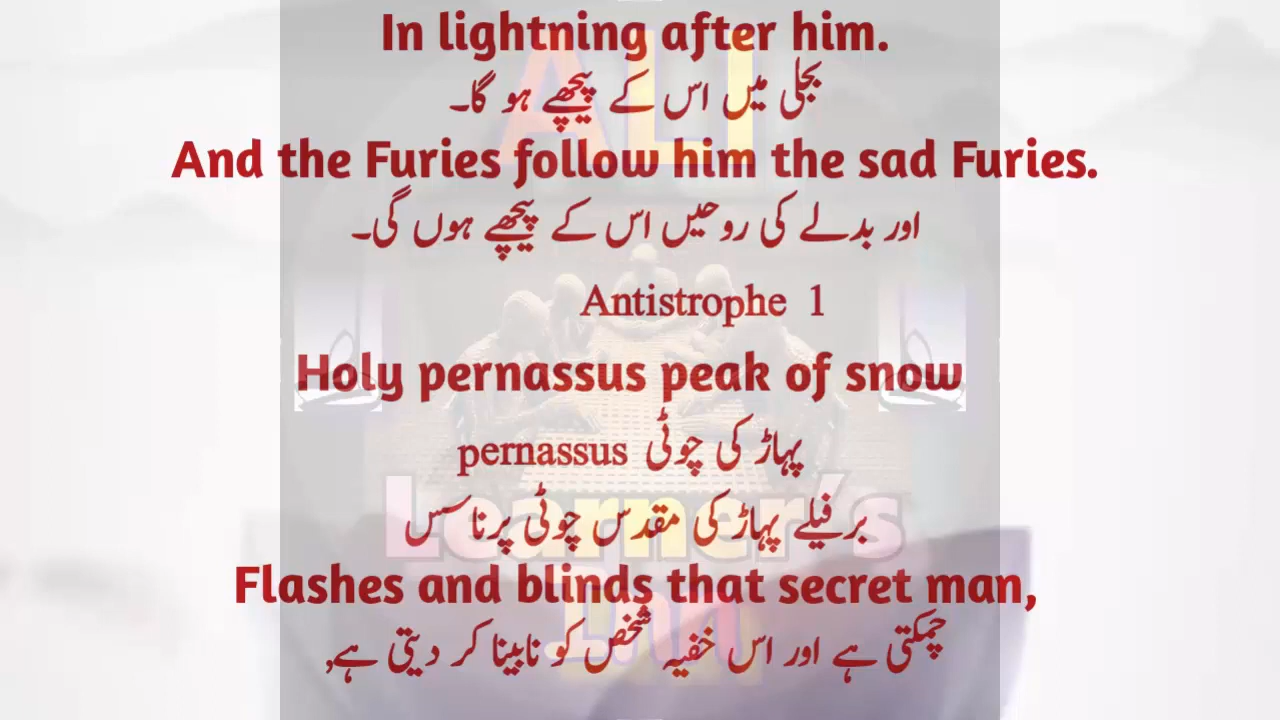 In lightning after him.
بجلی میں اس کے پیچھے ہو گا۔
And the Furies follow him the sad Furies.
اور بدلے کی روحیں اس کے پیچھے ہوں گی۔
Antistrophe 1
Holy pernassus peak of snow
پہاڑ کی چوٹی pernassus
برفیلے پہاڑ کی مقدس چوٹی پرناسس
Flashes and blinds that secret man,
چمکتی ہے اور اس خفیہ شخص کو نابینا کر دیتی ہے,
ALI
Learner's
Inn